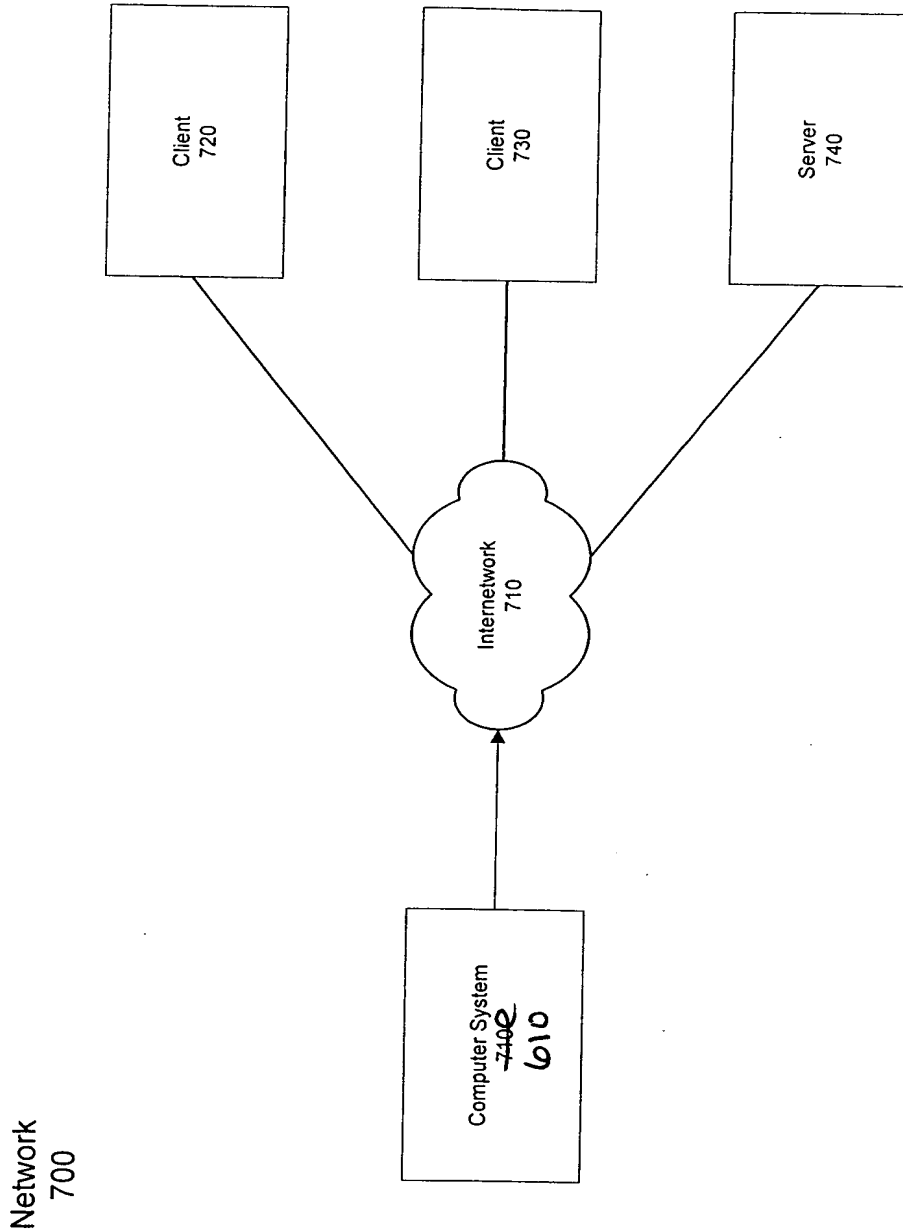 Network
700
Computer System
710
610
Internetwork
710
Client
720
Client
730
Server
740